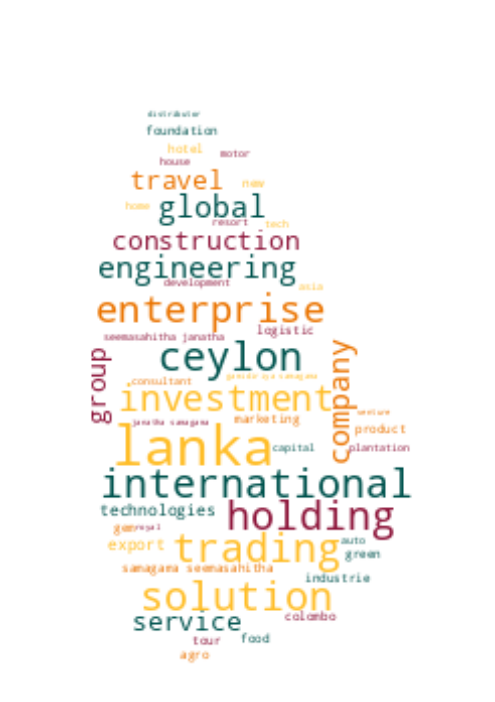 distributor
foundation
hotel
motor
house
travel
new
home
global
resort
tech
construction
engineering
development
asia
enterprise
logistic
seemasahitha janatha
ceylon
group
company
consultant
investment
venture
janatha samagama
marketing
product
lanka
capital
plantation
international
technologies
holding
gem
royal
export
trading
auto
green
samagama seemasahitha
industrie
solution
service
colombo
tour
food
agro